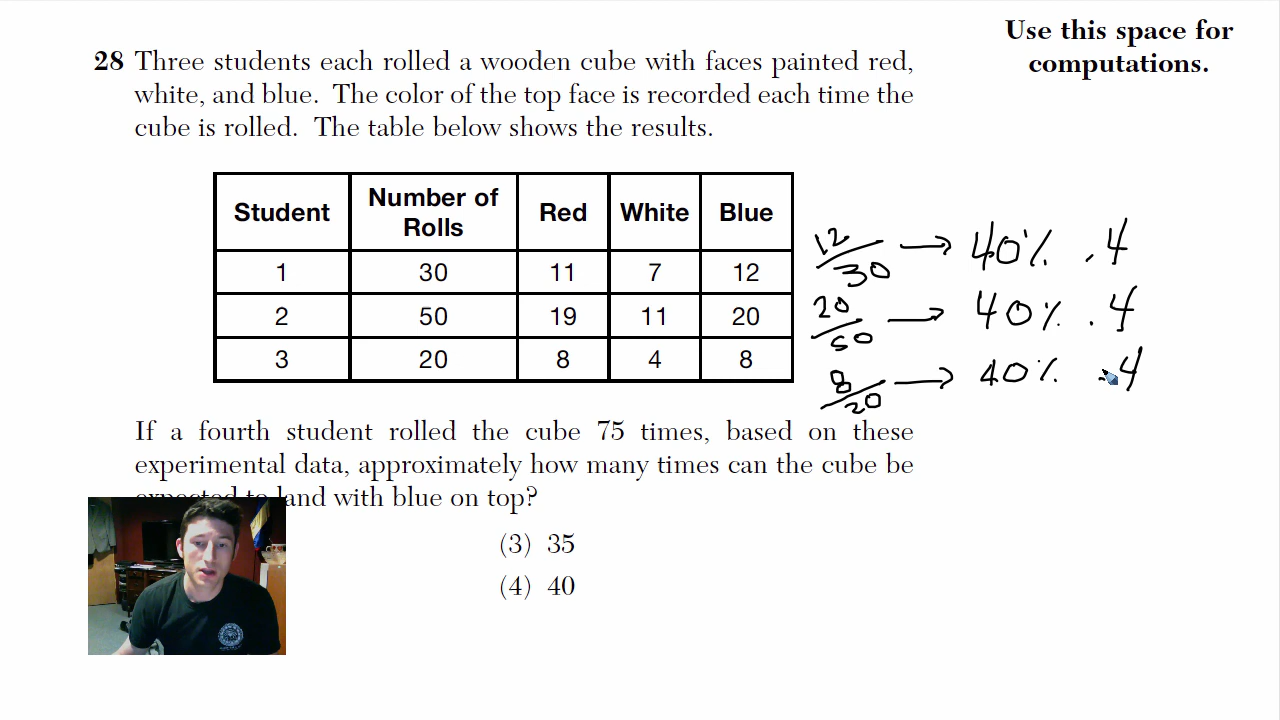 Use this space for
computations.
28 Three students each rolled a wooden cube with faces painted red,
white, and blue. The color of the top face is recorded each time the
cube is rolled. The table below shows the results.
Student Number of Rolls Red White Blue
1 30 11 7 12
2 50 19 11 20
3 20 8 4 8
12/30 → 40% .4
20/50 → 40% .4
8/20 → 40% .4
If a fourth student rolled the cube 75 times, based on these
experimental data, approximately how many times can the cube be
expected to land with blue on top?
(3) 35
(4) 40